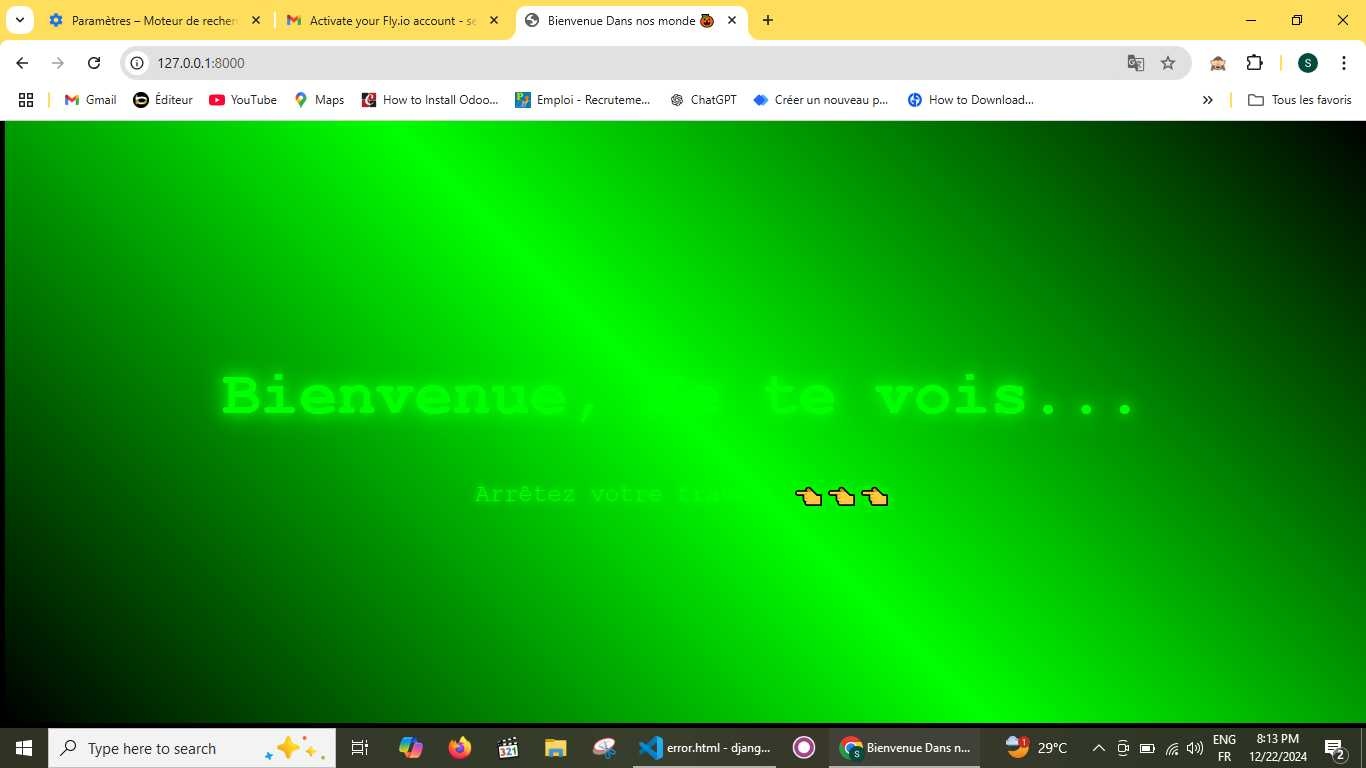 Paramètres – Moteur de recher
Activate your Fly.io account - se
Bienvenue Dans nos monde 🎃
127.0.0.1:8000
S
Gmail
Éditeur
YouTube
Maps
How to Install Odoo...
Emploi - Recruteme...
ChatGPT
Créer un nouveau p...
How to Download...
Tous les favoris
Bienvenue, te vois...
Arrêtez votre 👈👈👈
Type here to search
error.html - djang...
Bienvenue Dans n...
1
29°C
ENG
FR
8:13 PM
12/22/2024
2